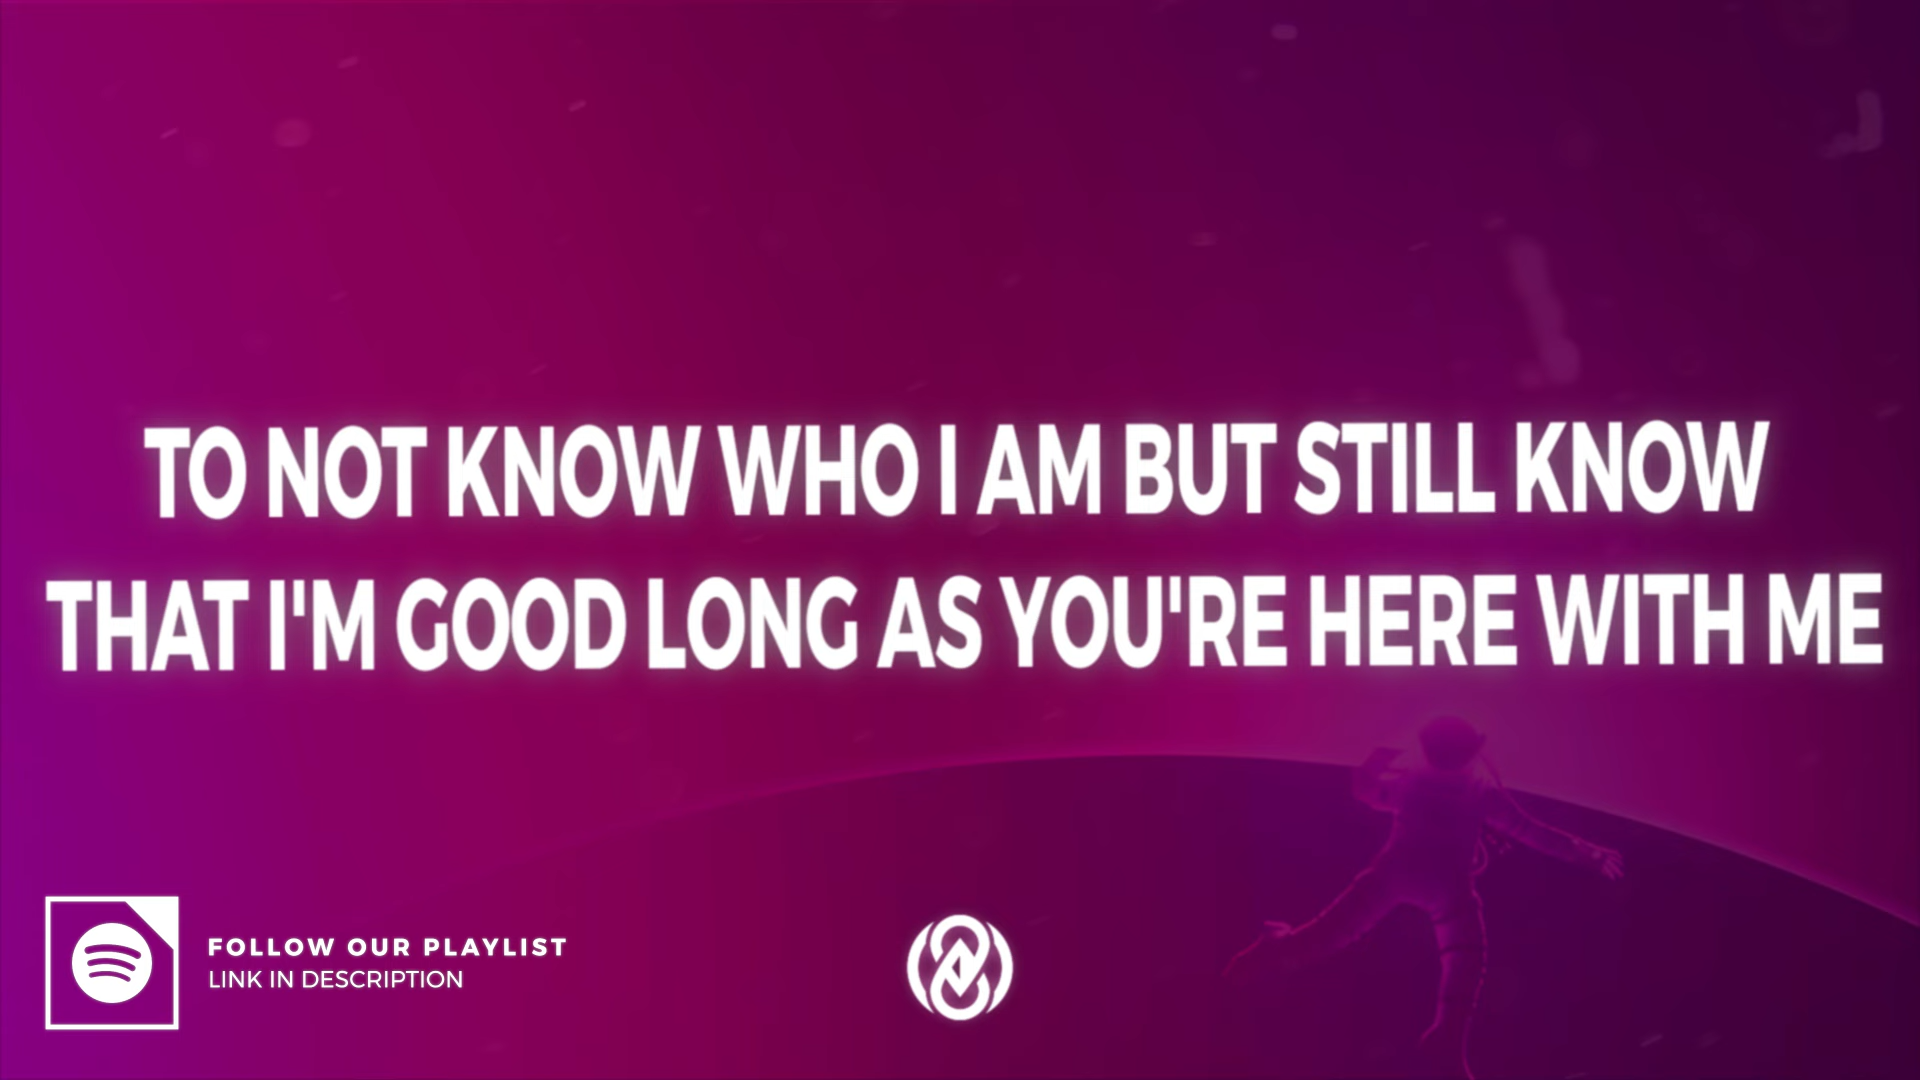 TO NOT KNOW WHO I AM BUT STILL KNOW
THAT I'M GOOD LONG AS YOU'RE HERE WITH ME
FOLLOW OUR PLAYLIST
LINK IN DESCRIPTION